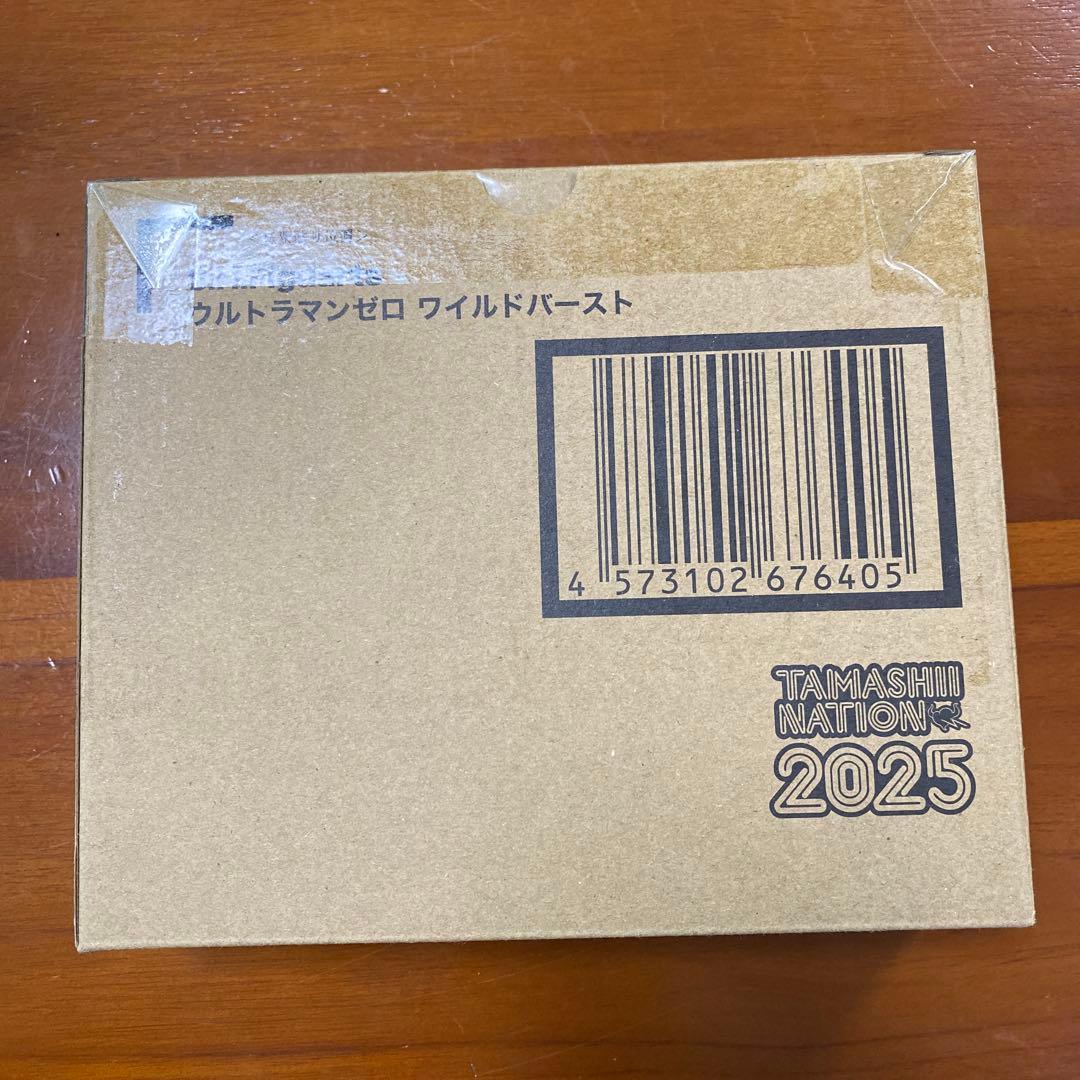 S.H.Figuarts
ウルトラマンゼロ ワイルドバースト
4 573102 676405
TAMASHII
NATION
2025